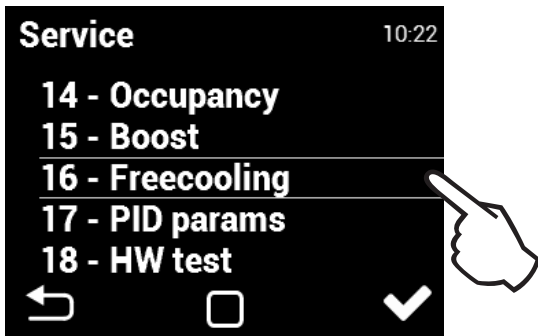 Service
10:22
14 - Occupancy
15 - Boost
16 - Freecooling
17 - PID params
18 - HW test